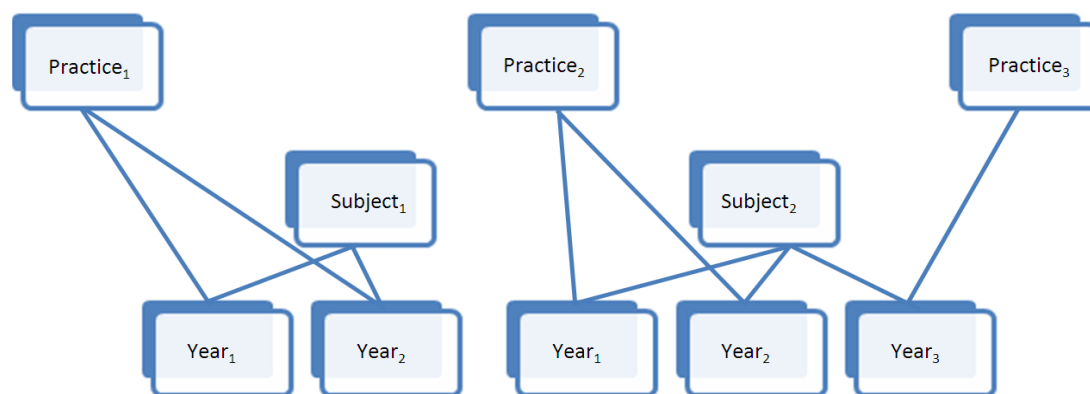 Practice₁
Practice₂
Practice₃
Subject₁
Subject₂
Year₁
Year₂
Year₁
Year₂
Year₃